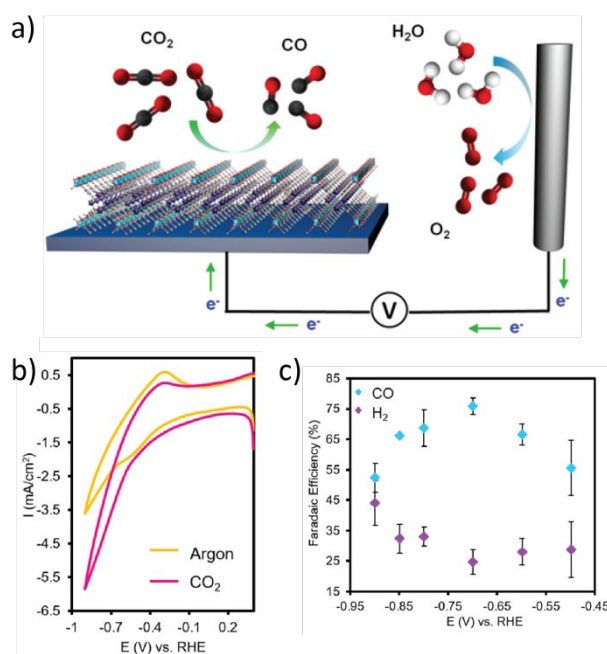 a)
CO₂
CO
H₂O
O₂
e⁻
V
e⁻
e⁻
e⁻
e⁻
b)
0.5
-0.5
-1.5
-2.5
-3.5
-4.5
-5.5
-6.5
I (mA/cm²)
Argon
CO₂
-1
-0.7
-0.4
-0.1
0.2
E (V) vs. RHE
c)
85
75
65
55
45
35
25
15
Faradaic Efficiency (%)
CO
H₂
-0.95
-0.85
-0.75
-0.65
-0.55
-0.45
E (V) vs. RHE